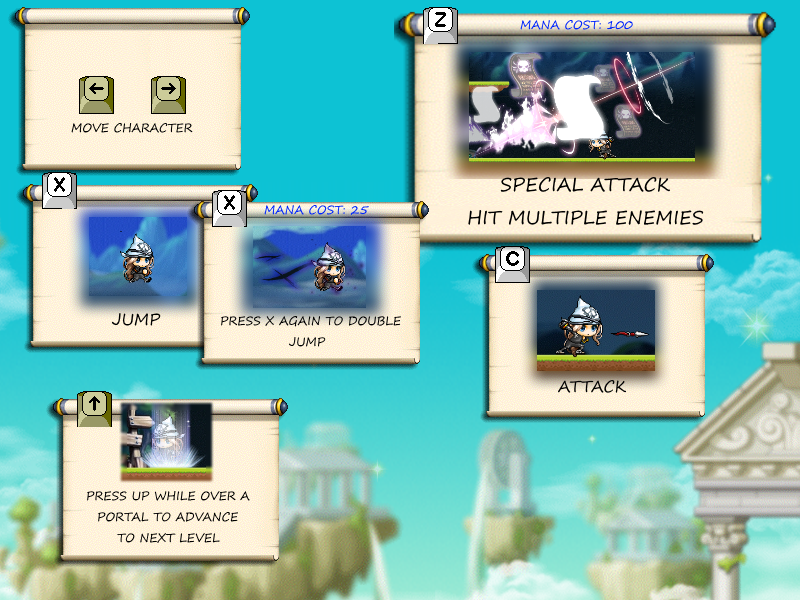 ← →
MOVE CHARACTER
Z
MANA COST: 100
SPECIAL ATTACK
HIT MULTIPLE ENEMIES
X
JUMP
X
MANA COST: 25
PRESS X AGAIN TO DOUBLE
JUMP
C
ATTACK
↑
PRESS UP WHILE OVER A
PORTAL TO ADVANCE
TO NEXT LEVEL